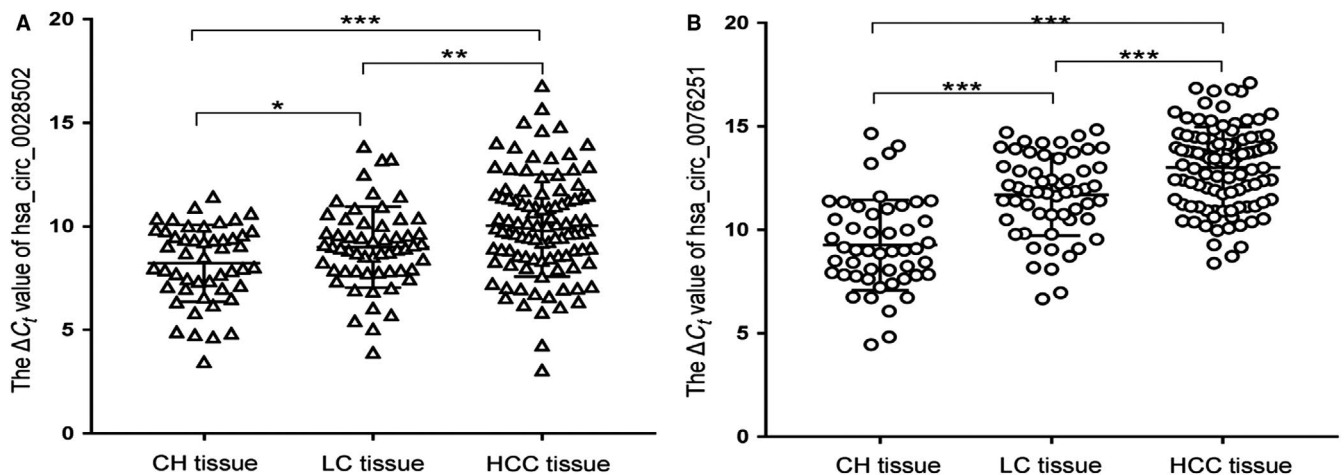 A
The ΔCt value of hsa_circ_0028502
20
15
10
5
0
***
**
*
CH tissue
LC tissue
HCC tissue
B
The ΔCt value of hsa_circ_0076251
20
15
10
5
0
***
***
***
CH tissue
LC tissue
HCC tissue